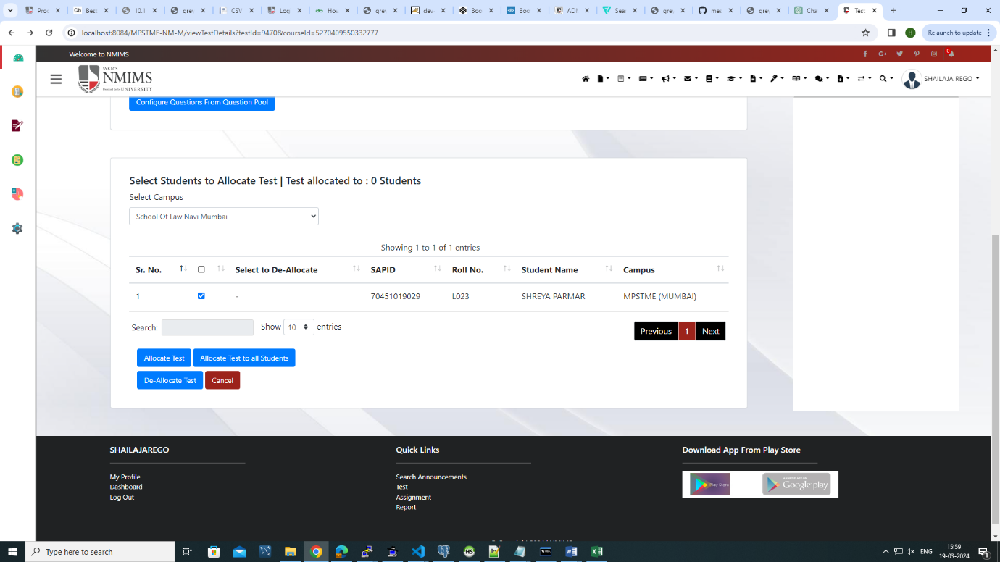 Proj
Best
10.1
grey
CSV
Log
How
grey
dev
Boo
Boo
ADM
Sear
grey
mes
grey
Cha
Test
localhost:8084/MPSTME-NM-M/viewTestDetails?testId=9470&courseId=5270409550332777
H
Relaunch to update
Welcome to NMIMS
0
SVKM'S
NMIMS
UNIVERSITY
SHAILAJA REGO
Configure Questions From Question Pool
Select Students to Allocate Test | Test allocated to : 0 Students
Select Campus
School Of Law Navi Mumbai
Showing 1 to 1 of 1 entries
Sr. No. Select to De-Allocate SAPID Roll No. Student Name Campus
1 - 70451019029 L023 SHREYA PARMAR MPSTME (MUMBAI)
Search: Show 10 entries
Previous 1 Next
Allocate Test Allocate Test to all Students
De-Allocate Test Cancel
SHAILAJAREGO
My Profile
Dashboard
Log Out
Quick Links
Search Announcements
Test
Assignment
Report
Download App From Play Store
Play Store
Google play
Type here to search
ENG
15:59
19-03-2024
1